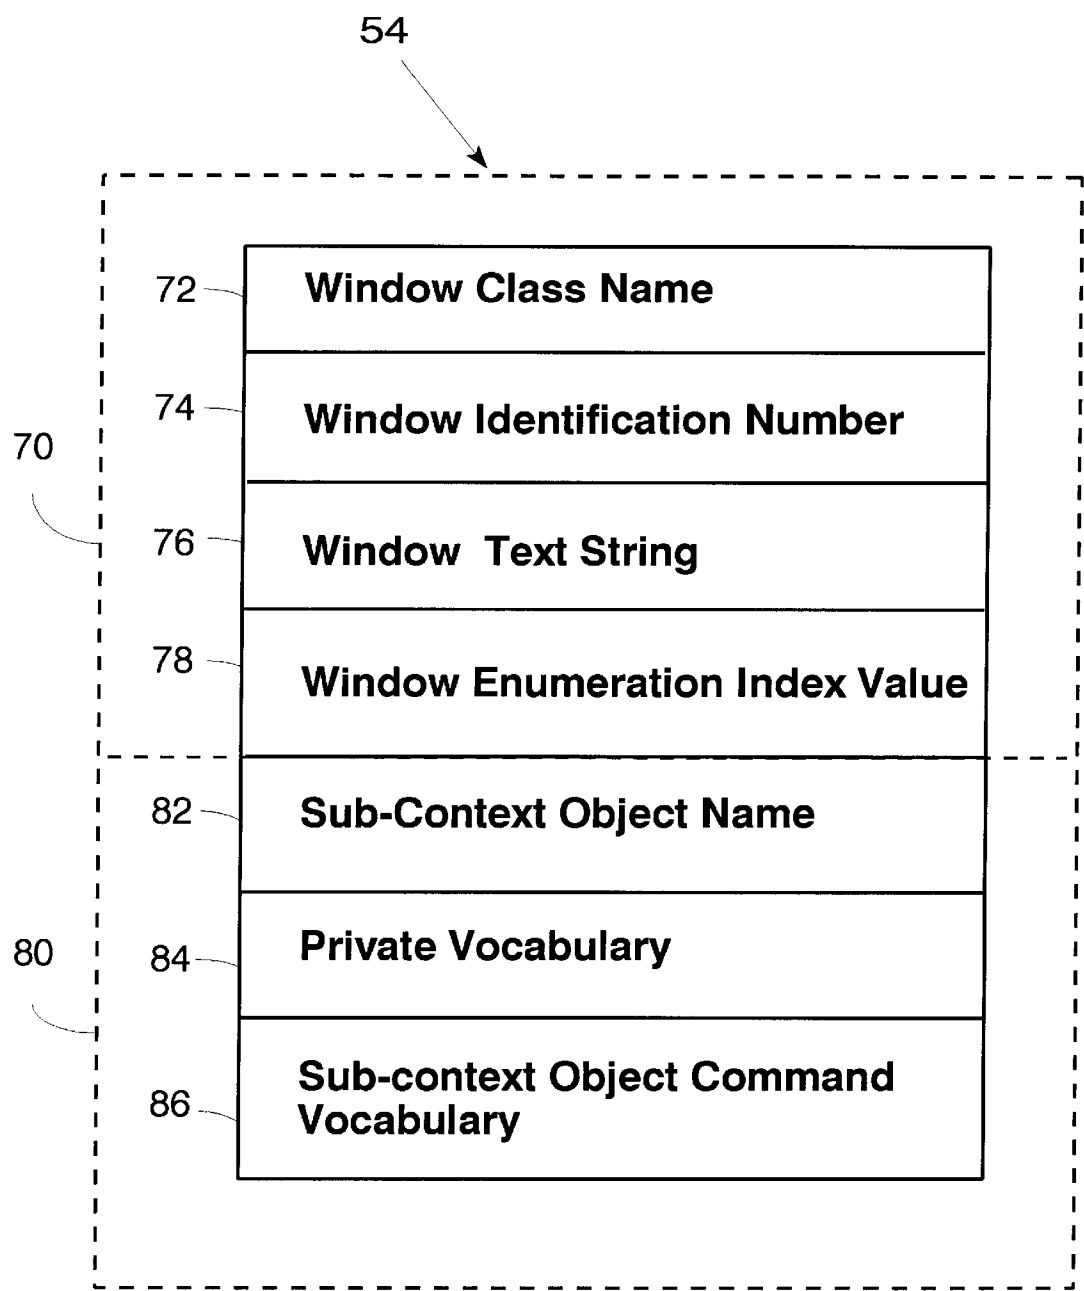 54
72 Window Class Name
74 Window Identification Number
70
76 Window Text String
78 Window Enumeration Index Value
82 Sub-Context Object Name
80
84 Private Vocabulary
86 Sub-context Object Command
Vocabulary